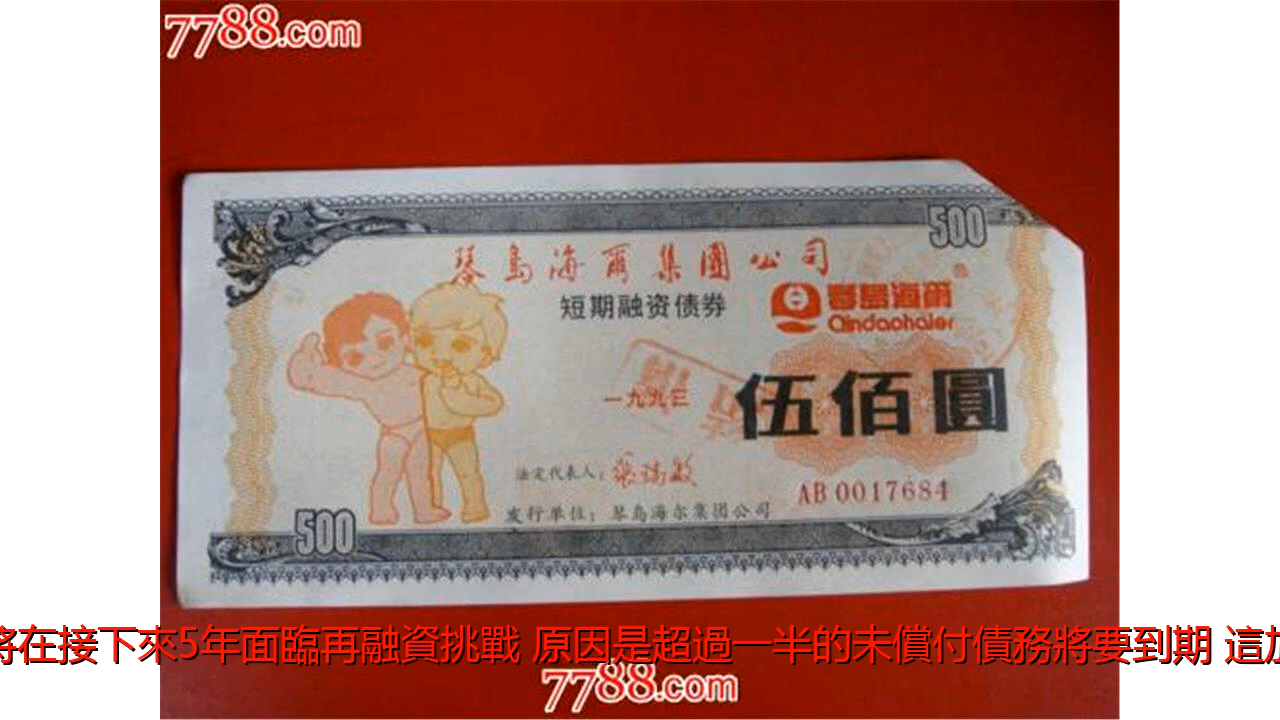 7788.com
500
琴島海爾集團公司
短期融资债券
琴島海爾
Qindaohaier
一九九三
伍佰圓
法定代表人：张瑞敏
AB 0017684
发行单位：琴岛海尔集团公司
500
將在接下來5年面臨再融資挑戰 原因是超過一半的未償付債務將要到期 這加
7788.com